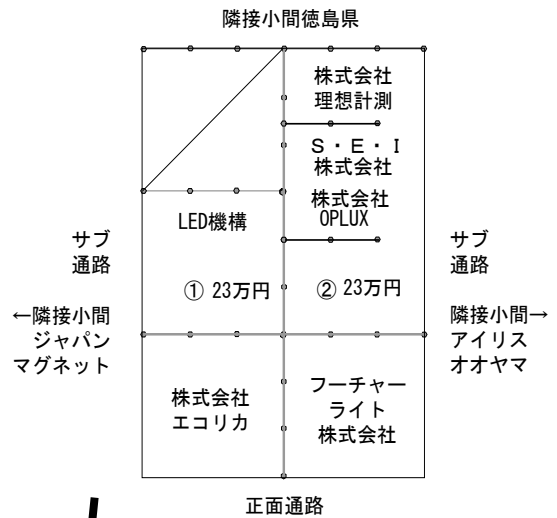 隣接小間徳島県
株式会社
理想計測
S・E・I
株式会社
株式会社
OPLUX
LED機構
① 23万円
② 23万円
サブ
通路
←隣接小間
ジャパン
マグネット
サブ
通路
隣接小間→
アイリス
オオヤマ
株式会社
エコリカ
フーチャー
ライト
株式会社
正面通路